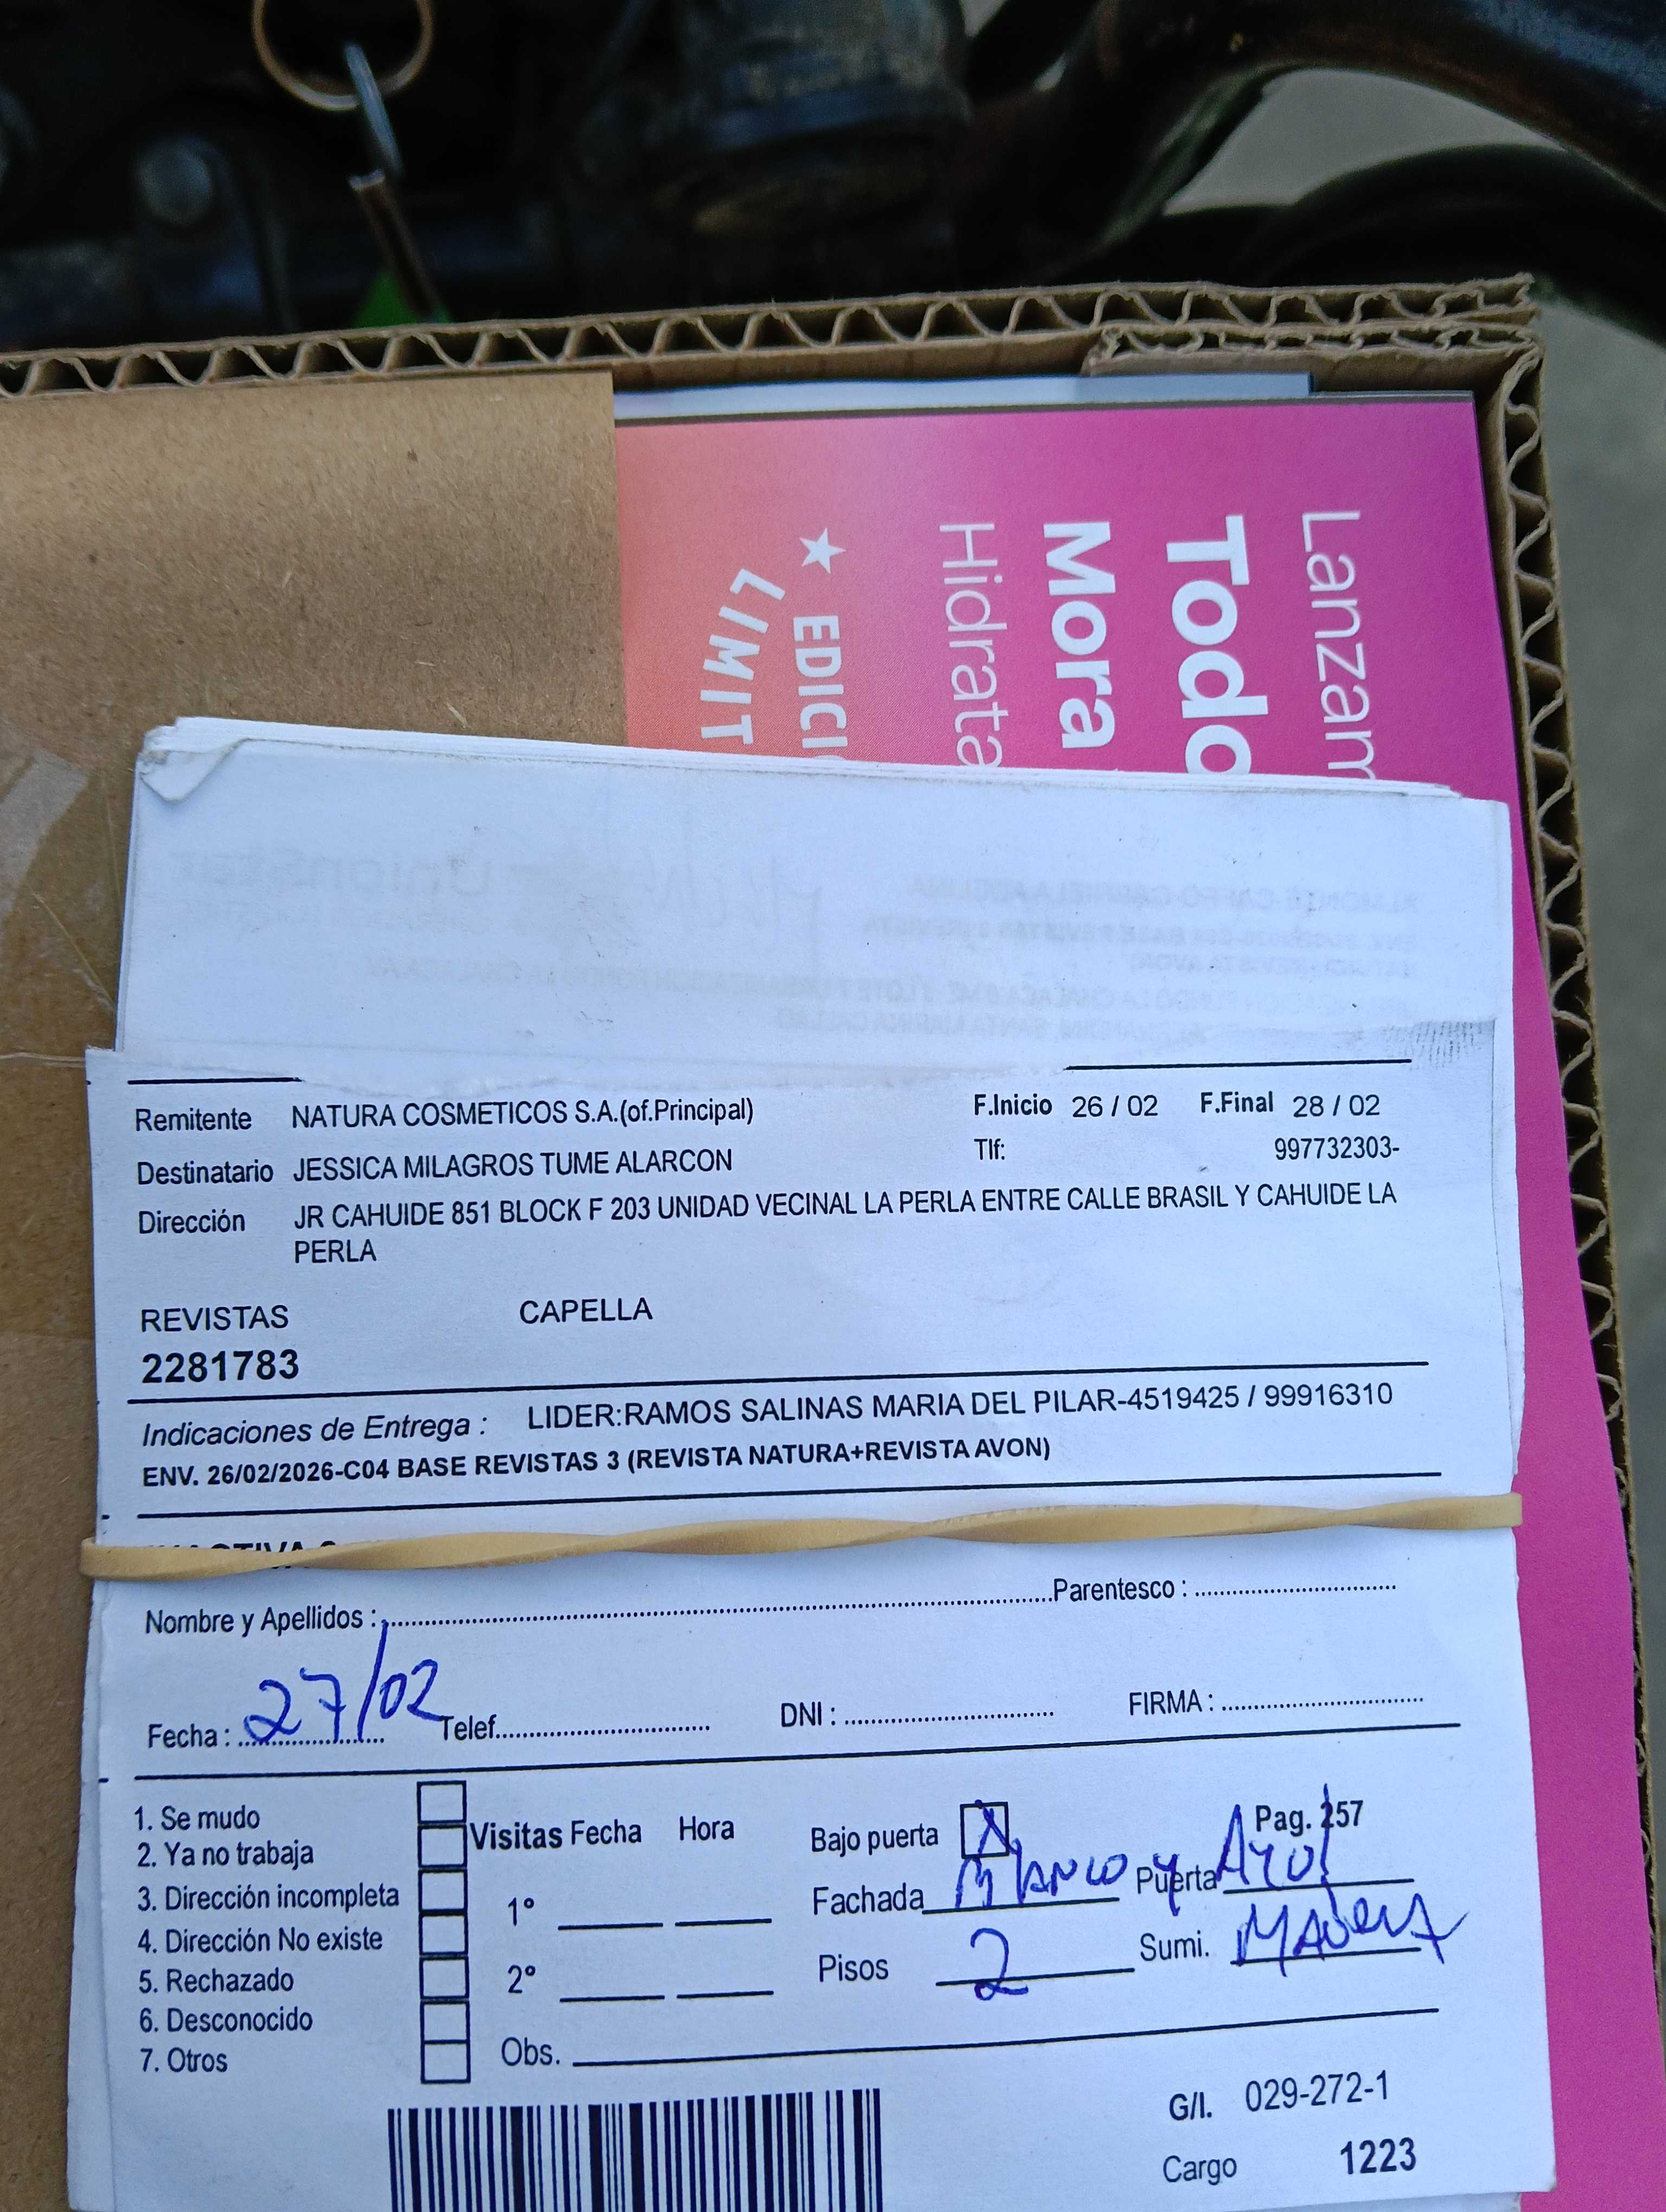 Lanzam
Todo
Mora
Hidrata
★ EDICI
LIMIT
UnionStar
Remitente NATURA COSMETICOS S.A.(of.Principal) F.Inicio 26 / 02 F.Final 28 / 02
Destinatario JESSICA MILAGROS TUME ALARCON Tlf: 997732303-
Dirección JR CAHUIDE 851 BLOCK F 203 UNIDAD VECINAL LA PERLA ENTRE CALLE BRASIL Y CAHUIDE LA
PERLA
REVISTAS CAPELLA
2281783
Indicaciones de Entrega : LIDER:RAMOS SALINAS MARIA DEL PILAR-4519425 / 99916310
ENV. 26/02/2026-C04 BASE REVISTAS 3 (REVISTA NATURA+REVISTA AVON)
Nombre y Apellidos : Parentesco :
Fecha : 27/02 Telef. DNI : FIRMA :
1. Se mudo
2. Ya no trabaja
3. Dirección incompleta
4. Dirección No existe
5. Rechazado
6. Desconocido
7. Otros
Visitas Fecha Hora
1°
2°
Obs.
Bajo puerta X Pag. 257
Fachada Blanco y Azul Puerta
Pisos 2 Sumi. Madera
G/I. 029-272-1
Cargo 1223